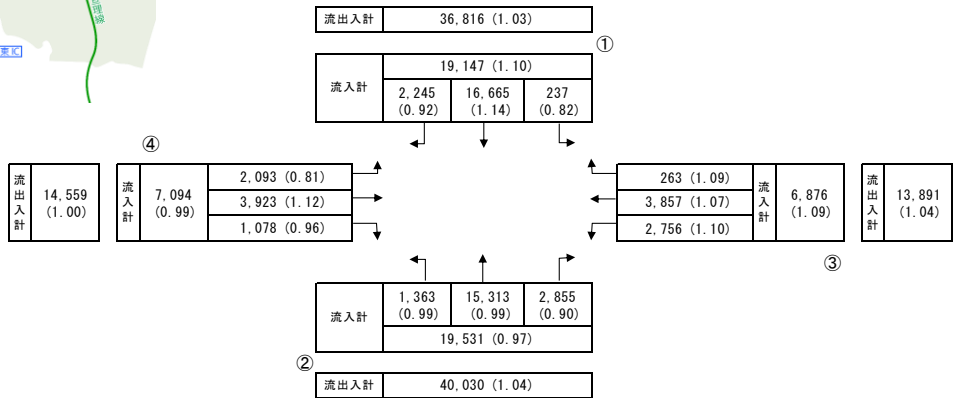 東IC
流出入計 36,816 (1.03)
①
流入計 19,147 (1.10)
2,245 16,665 237
(0.92) (1.14) (0.82)
④
流出入計 14,559 (1.00)
流入計 7,094 (0.99)
2,093 (0.81)
3,923 (1.12)
1,078 (0.96)
263 (1.09)
3,857 (1.07)
2,756 (1.10)
流入計 6,876 (1.09)
流出入計 13,891 (1.04)
③
流入計
1,363 15,313 2,855
(0.99) (0.99) (0.90)
19,531 (0.97)
②
流出入計 40,030 (1.04)